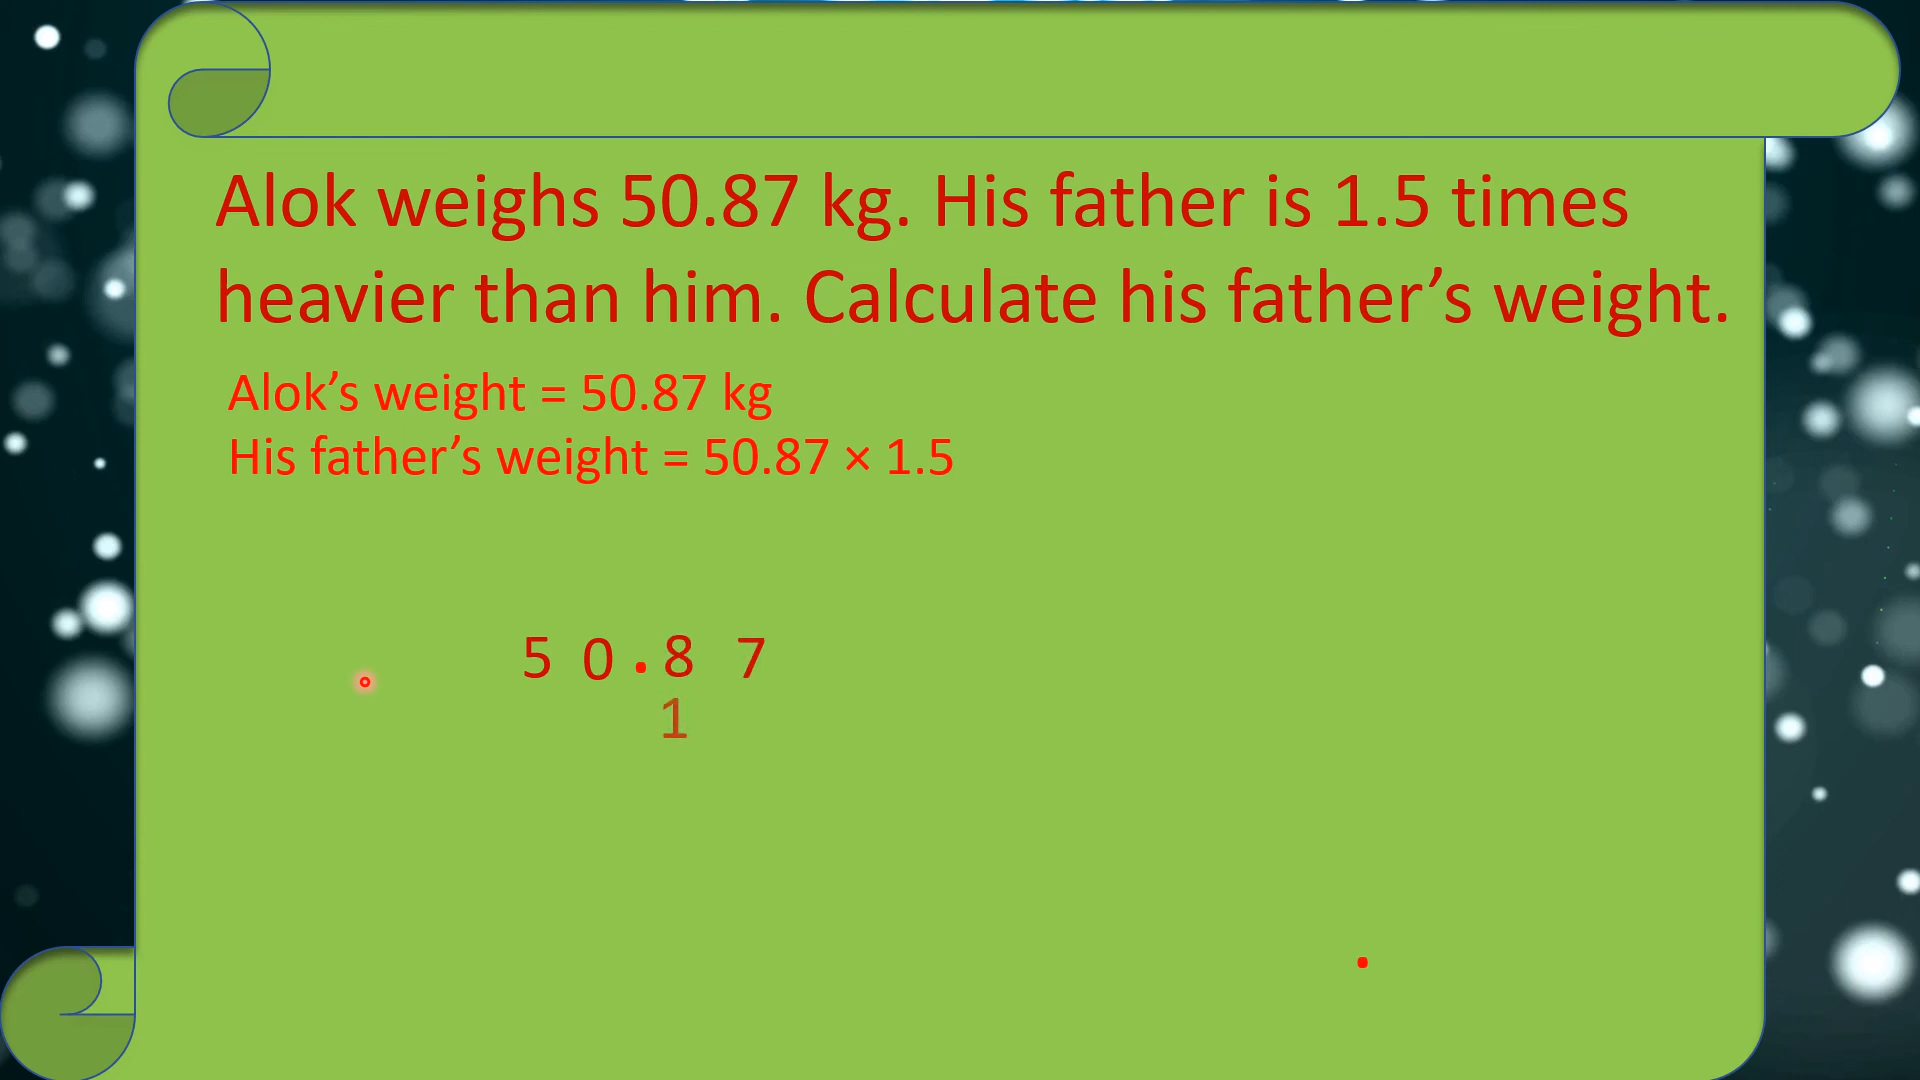 Alok weighs 50.87 kg. His father is 1.5 times
heavier than him. Calculate his father’s weight.
Alok’s weight = 50.87 kg
His father’s weight = 50.87 × 1.5
5 0 . 8 7
1
.